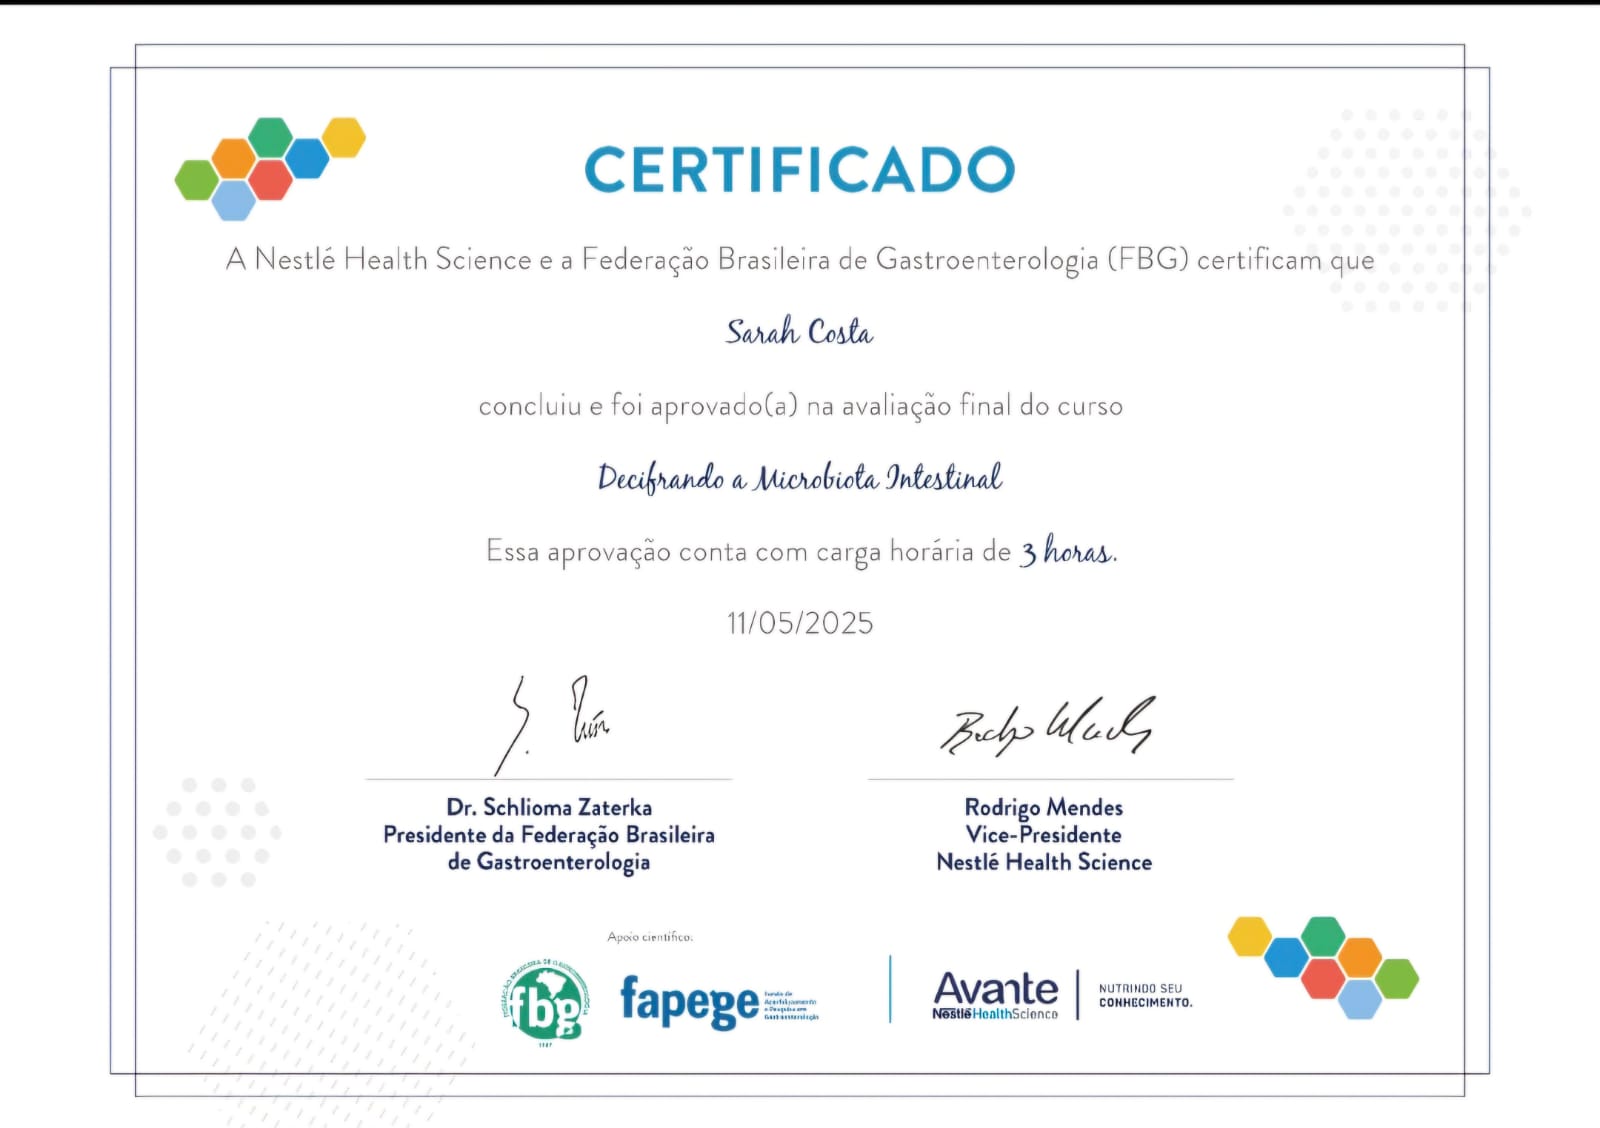 CERTIFICADO
A Nestlé Health Science e a Federação Brasileira de Gastroenterologia (FBG) certificam que
Sarah Costa
concluiu e foi aprovado(a) na avaliação final do curso
Decifrando a Microbiota Intestinal
Essa aprovação conta com carga horária de 3 horas.
11/05/2025
Dr. Schlioma Zaterka
Presidente da Federação Brasileira
de Gastroenterologia
Rodrigo Mendes
Vice-Presidente
Nestlé Health Science
Apoio científico:
fbg
fapege
Avante
Nestlé HealthScience
NUTRINDO SEU
CONHECIMENTO.